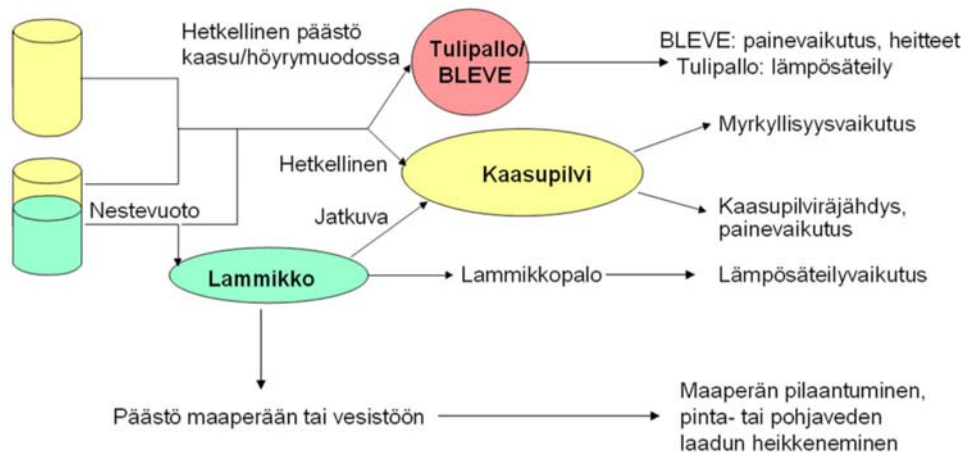 Hetkellinen päästö
kaasu/höyrymuodossa
Tulipallo/
BLEVE
BLEVE: painevaikutus, heitteet
Tulipallo: lämpösäteily
Myrkyllisyysvaikutus
Hetkellinen
Kaasupilvi
Nestevuoto
Jatkuva
Kaasupilviräjähdys,
painevaikutus
Lammikko
Lammikkopalo
Lämpösäteilyvaikutus
Päästö maaperään tai vesistöön
Maaperän pilaantuminen,
pinta- tai pohjaveden
laadun heikkeneminen